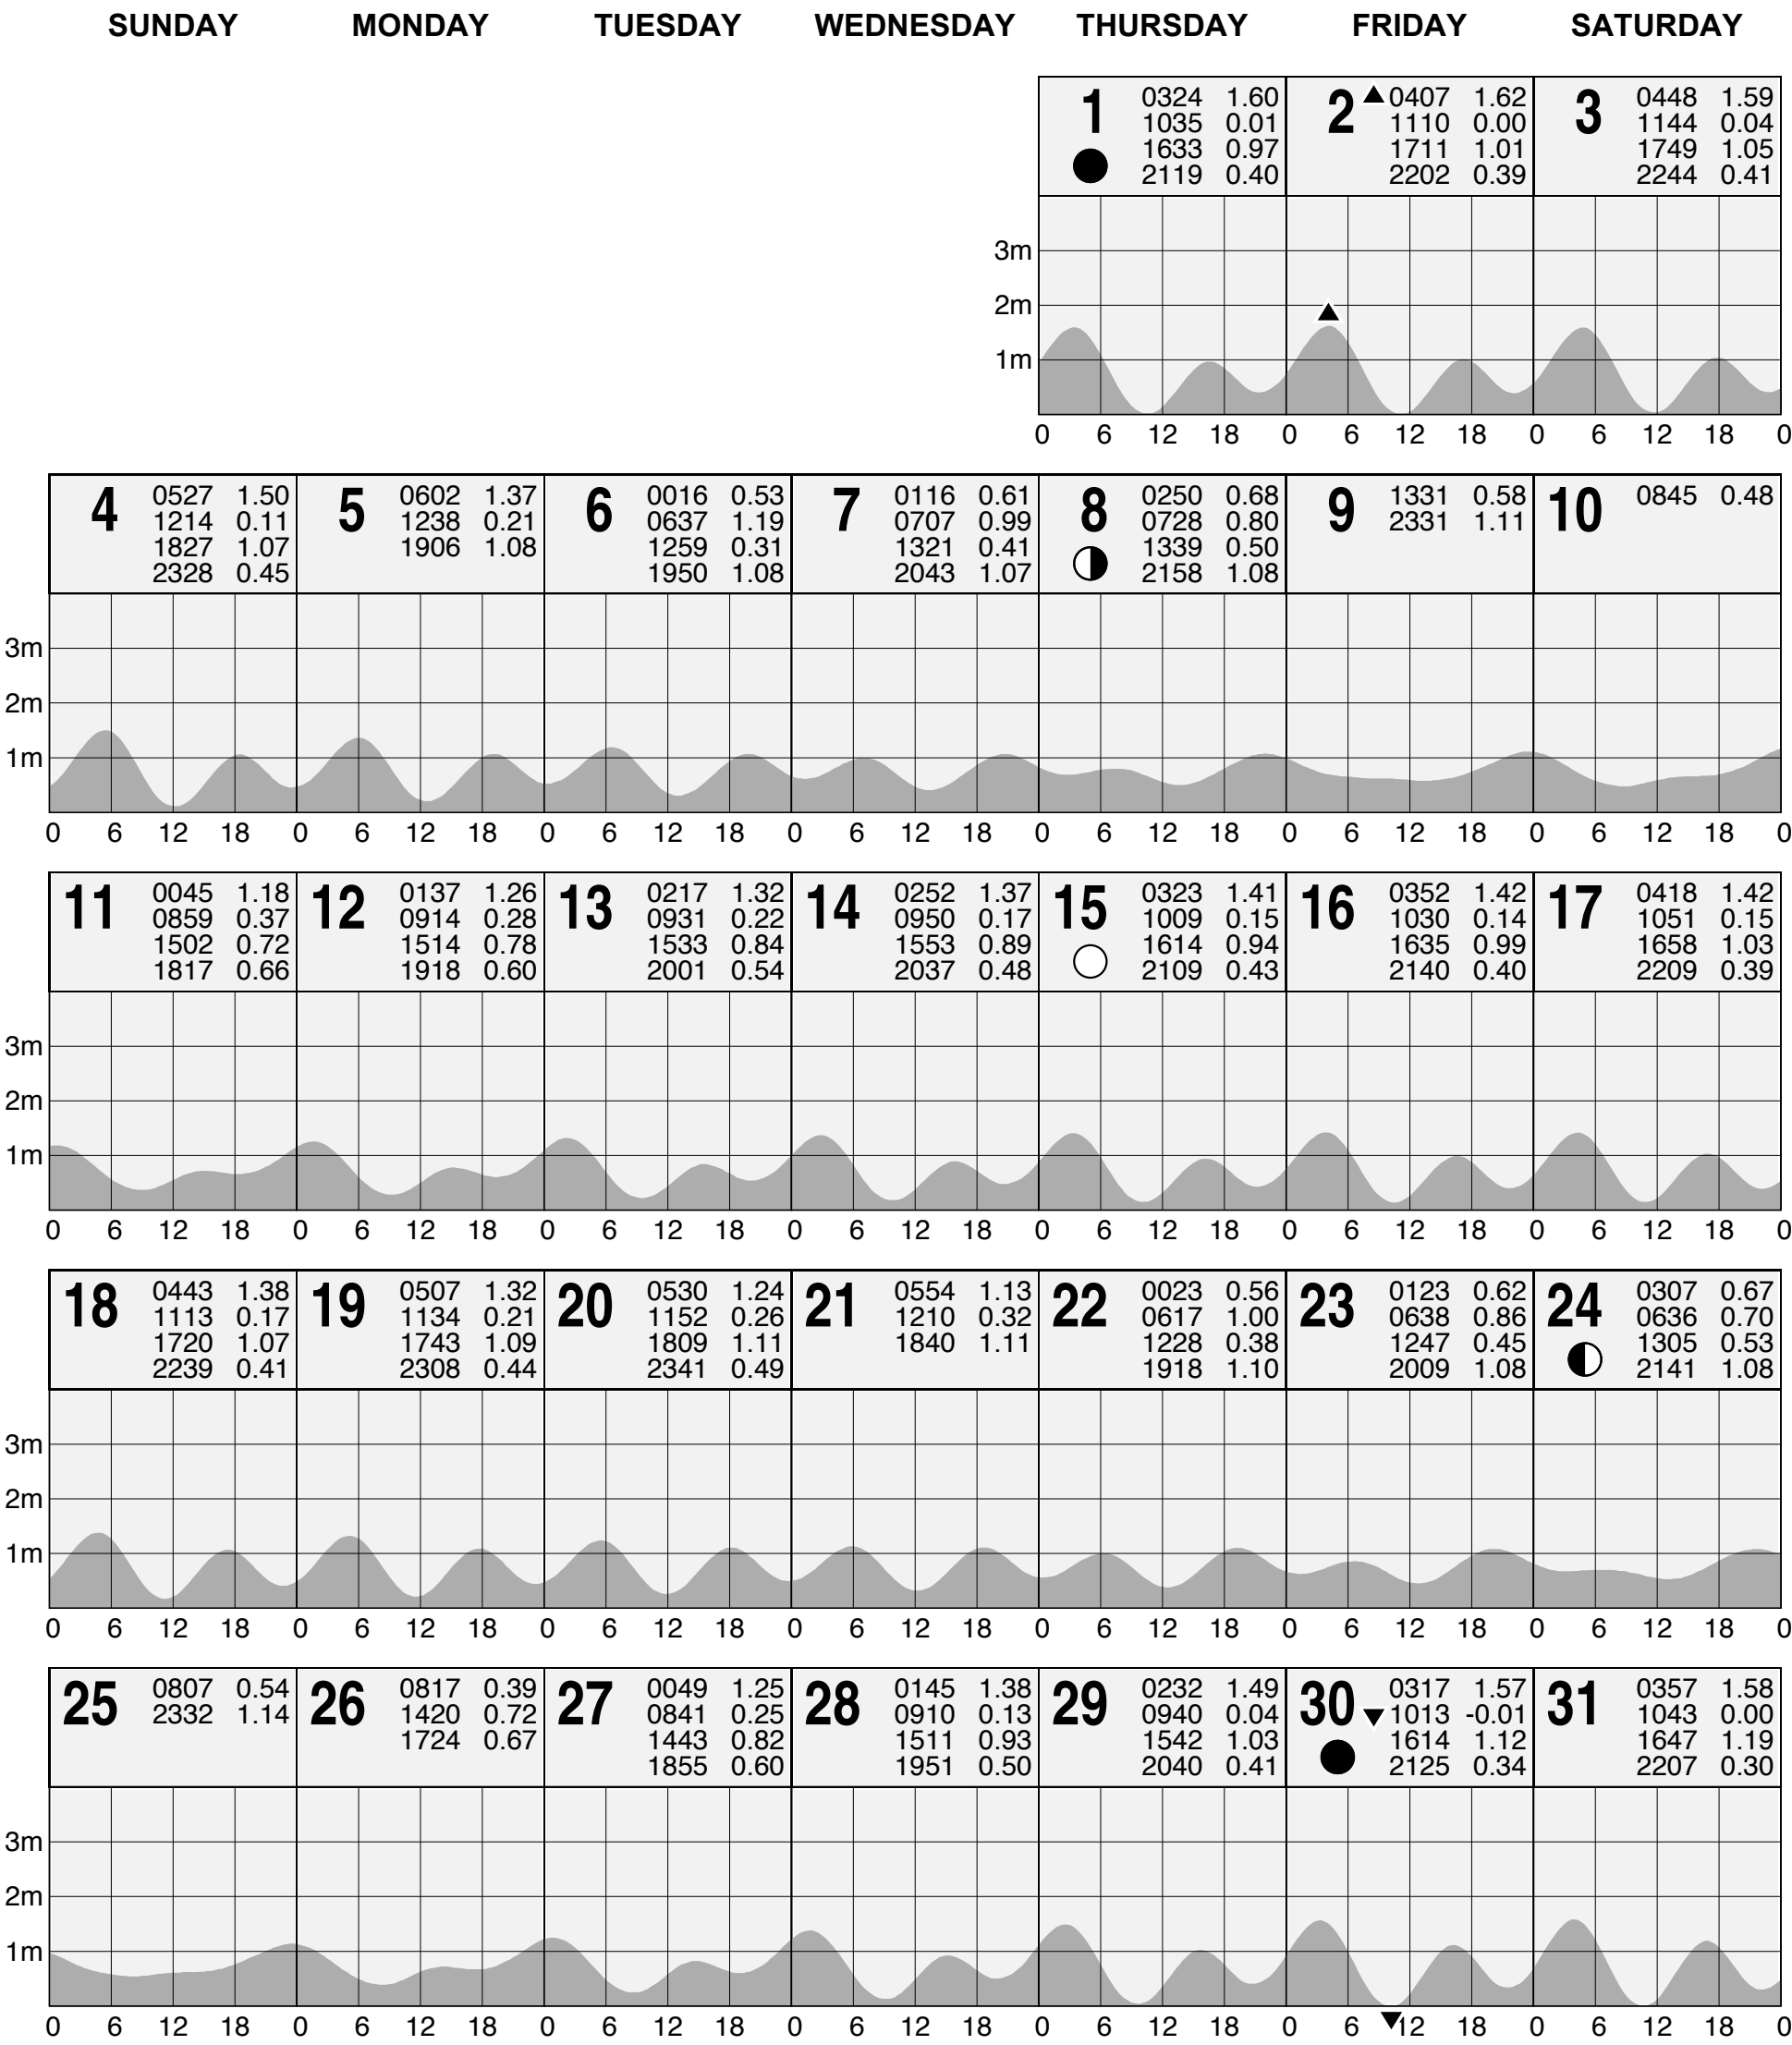 SUNDAY MONDAY TUESDAY WEDNESDAY THURSDAY FRIDAY SATURDAY
1 0324 1.60
1035 0.01
1633 0.97
2119 0.40
2 0407 1.62
1110 0.00
1711 1.01
2202 0.39
3 0448 1.59
1144 0.04
1749 1.05
2244 0.41
3m
2m
1m
0 6 12 18 0 6 12 18 0 6 12 18 0
4 0527 1.50
1214 0.11
1827 1.07
2328 0.45
5 0602 1.37
1238 0.21
1906 1.08
6 0016 0.53
0637 1.19
1259 0.31
1950 1.08
7 0116 0.61
0707 0.99
1321 0.41
2043 1.07
8 0250 0.68
0728 0.80
1339 0.50
2158 1.08
9 1331 0.58
2331 1.11
10 0845 0.48
3m
2m
1m
0 6 12 18 0 6 12 18 0 6 12 18 0 6 12 18 0 6 12 18 0 6 12 18 0 6 12 18 0
11 0045 1.18
0859 0.37
1502 0.72
1817 0.66
12 0137 1.26
0914 0.28
1514 0.78
1918 0.60
13 0217 1.32
0931 0.22
1533 0.84
2001 0.54
14 0252 1.37
0950 0.17
1553 0.89
2037 0.48
15 0323 1.41
1009 0.15
1614 0.94
2109 0.43
16 0352 1.42
1030 0.14
1635 0.99
2140 0.40
17 0418 1.42
1051 0.15
1658 1.03
2209 0.39
3m
2m
1m
0 6 12 18 0 6 12 18 0 6 12 18 0 6 12 18 0 6 12 18 0 6 12 18 0 6 12 18 0
18 0443 1.38
1113 0.17
1720 1.07
2239 0.41
19 0507 1.32
1134 0.21
1743 1.09
2308 0.44
20 0530 1.24
1152 0.26
1809 1.11
2341 0.49
21 0554 1.13
1210 0.32
1840 1.11
22 0023 0.56
0617 1.00
1228 0.38
1918 1.10
23 0123 0.62
0638 0.86
1247 0.45
2009 1.08
24 0307 0.67
0636 0.70
1305 0.53
2141 1.08
3m
2m
1m
0 6 12 18 0 6 12 18 0 6 12 18 0 6 12 18 0 6 12 18 0 6 12 18 0 6 12 18 0
25 0807 0.54
2332 1.14
26 0817 0.39
1420 0.72
1724 0.67
27 0049 1.25
0841 0.25
1443 0.82
1855 0.60
28 0145 1.38
0910 0.13
1511 0.93
1951 0.50
29 0232 1.49
0940 0.04
1542 1.03
2040 0.41
30 0317 1.57
1013 -0.01
1614 1.12
2125 0.34
31 0357 1.58
1043 0.00
1647 1.19
2207 0.30
3m
2m
1m
0 6 12 18 0 6 12 18 0 6 12 18 0 6 12 18 0 6 12 18 0 6 12 18 0 6 12 18 0